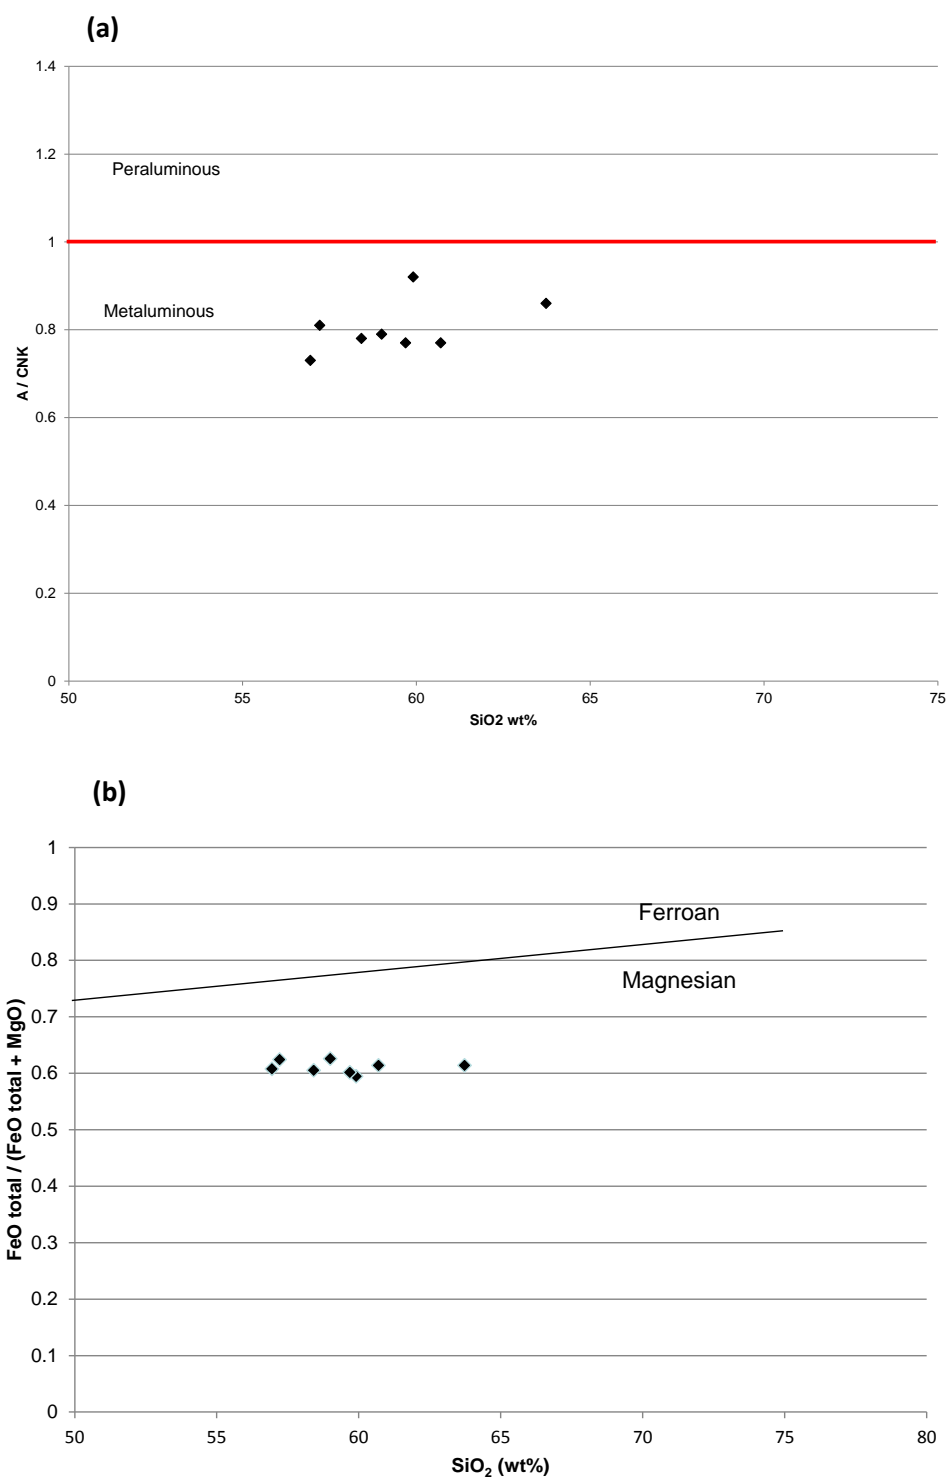 (a)
1.4
1.2
Peraluminous
1
Metaluminous
0.8
A / CNK
0.6
0.4
0.2
0
50 55 60 65 70 75
SiO2 wt%
(b)
1
0.9
Ferroan
0.8
Magnesian
0.7
FeO total / (FeO total + MgO)
0.6
0.5
0.4
0.3
0.2
0.1
0
50 55 60 65 70 75 80
SiO₂ (wt%)